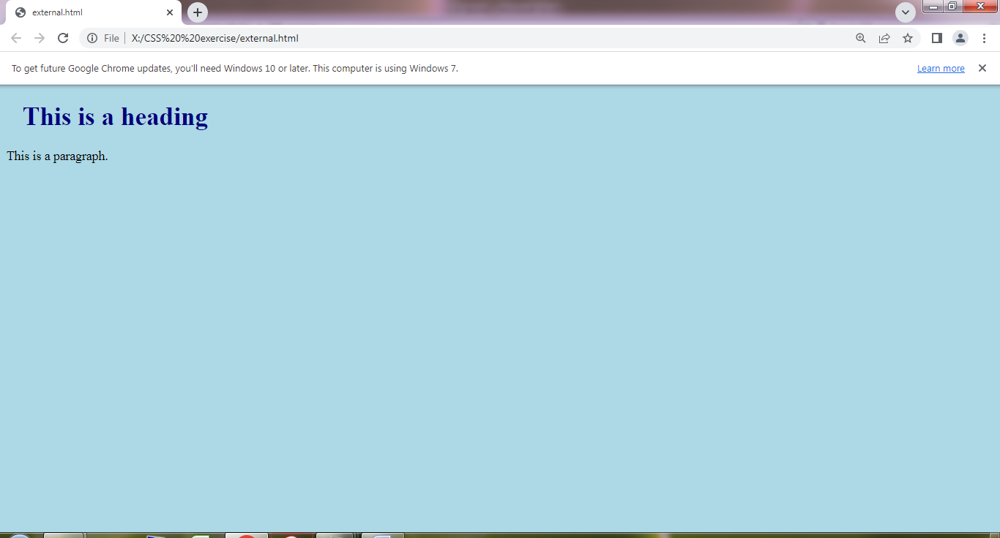 external.html
File X:/CSS%20%20exercise/external.html
To get future Google Chrome updates, you'll need Windows 10 or later. This computer is using Windows 7. Learn more
This is a heading
This is a paragraph.